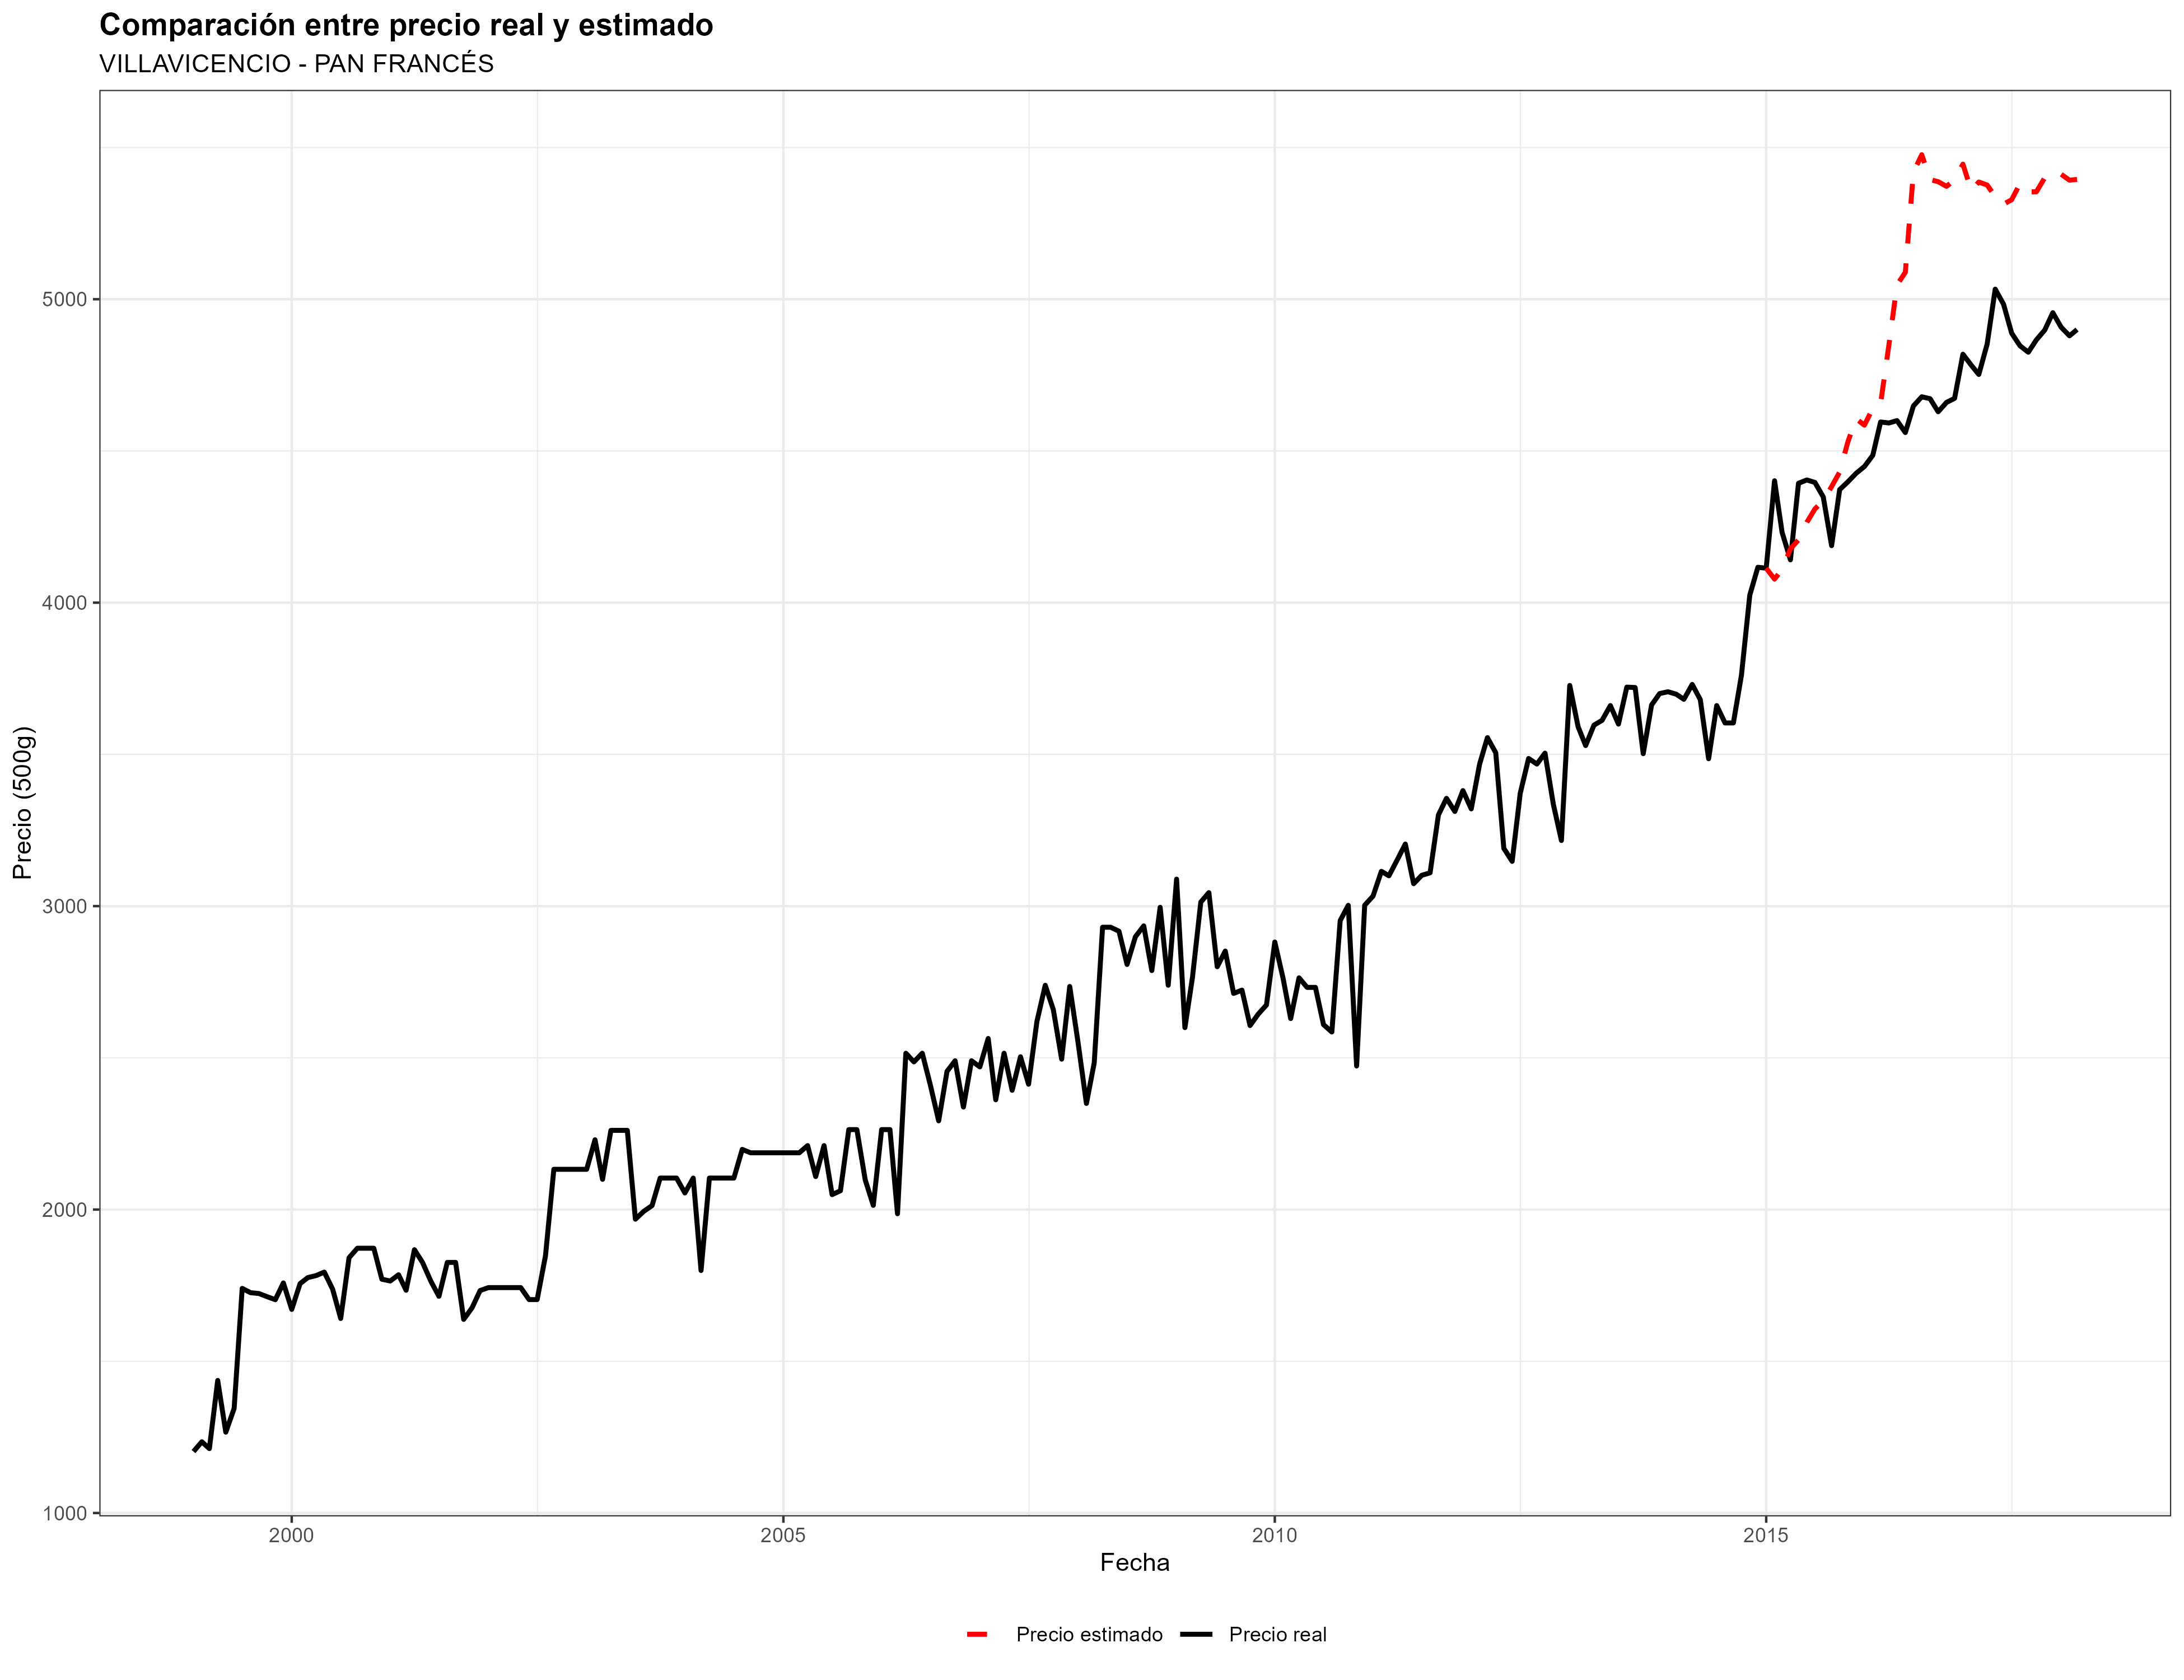 Comparación entre precio real y estimado
VILLAVICENCIO - PAN FRANCÉS
Precio (500g)
5000
4000
3000
2000
1000
2000
2005
2010
2015
Fecha
Precio estimado
Precio real